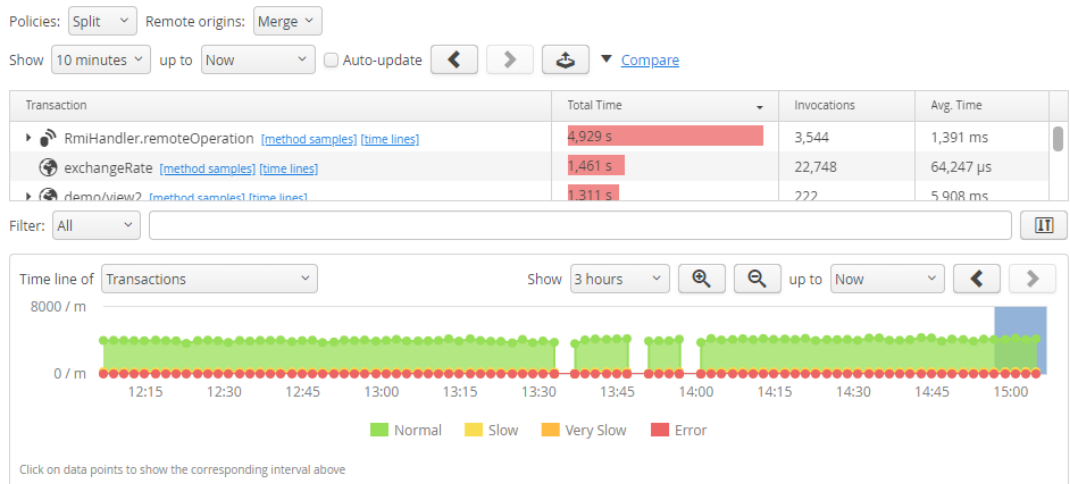 Policies: Split Remote origins: Merge
Show 10 minutes up to Now Auto-update Compare
Transaction Total Time Invocations Avg. Time
RmiHandler.remoteOperation [method samples] [time lines] 4,929 s 3,544 1,391 ms
exchangeRate [method samples] [time lines] 1,461 s 22,748 64,247 µs
demo/view2 [method samples] [time lines] 1,311 s 222 5,908 ms
Filter: All
Time line of Transactions Show 3 hours up to Now
8000 / m
0 / m
12:15 12:30 12:45 13:00 13:15 13:30 13:45 14:00 14:15 14:30 14:45 15:00
Normal Slow Very Slow Error
Click on data points to show the corresponding interval above